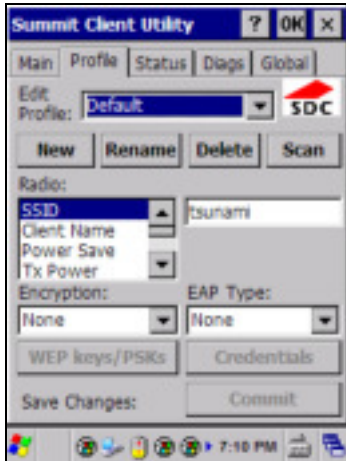 Summit Client Utility ? OK ×
Main Profile Status Diags Global
Edit Profile: Default
SDC
New Rename Delete Scan
Radio:
SSID tsunami
Client Name
Power Save
Tx Power
Encryption: EAP Type:
None None
WEP keys/PSKs Credentials
Save Changes: Commit
7:10 PM